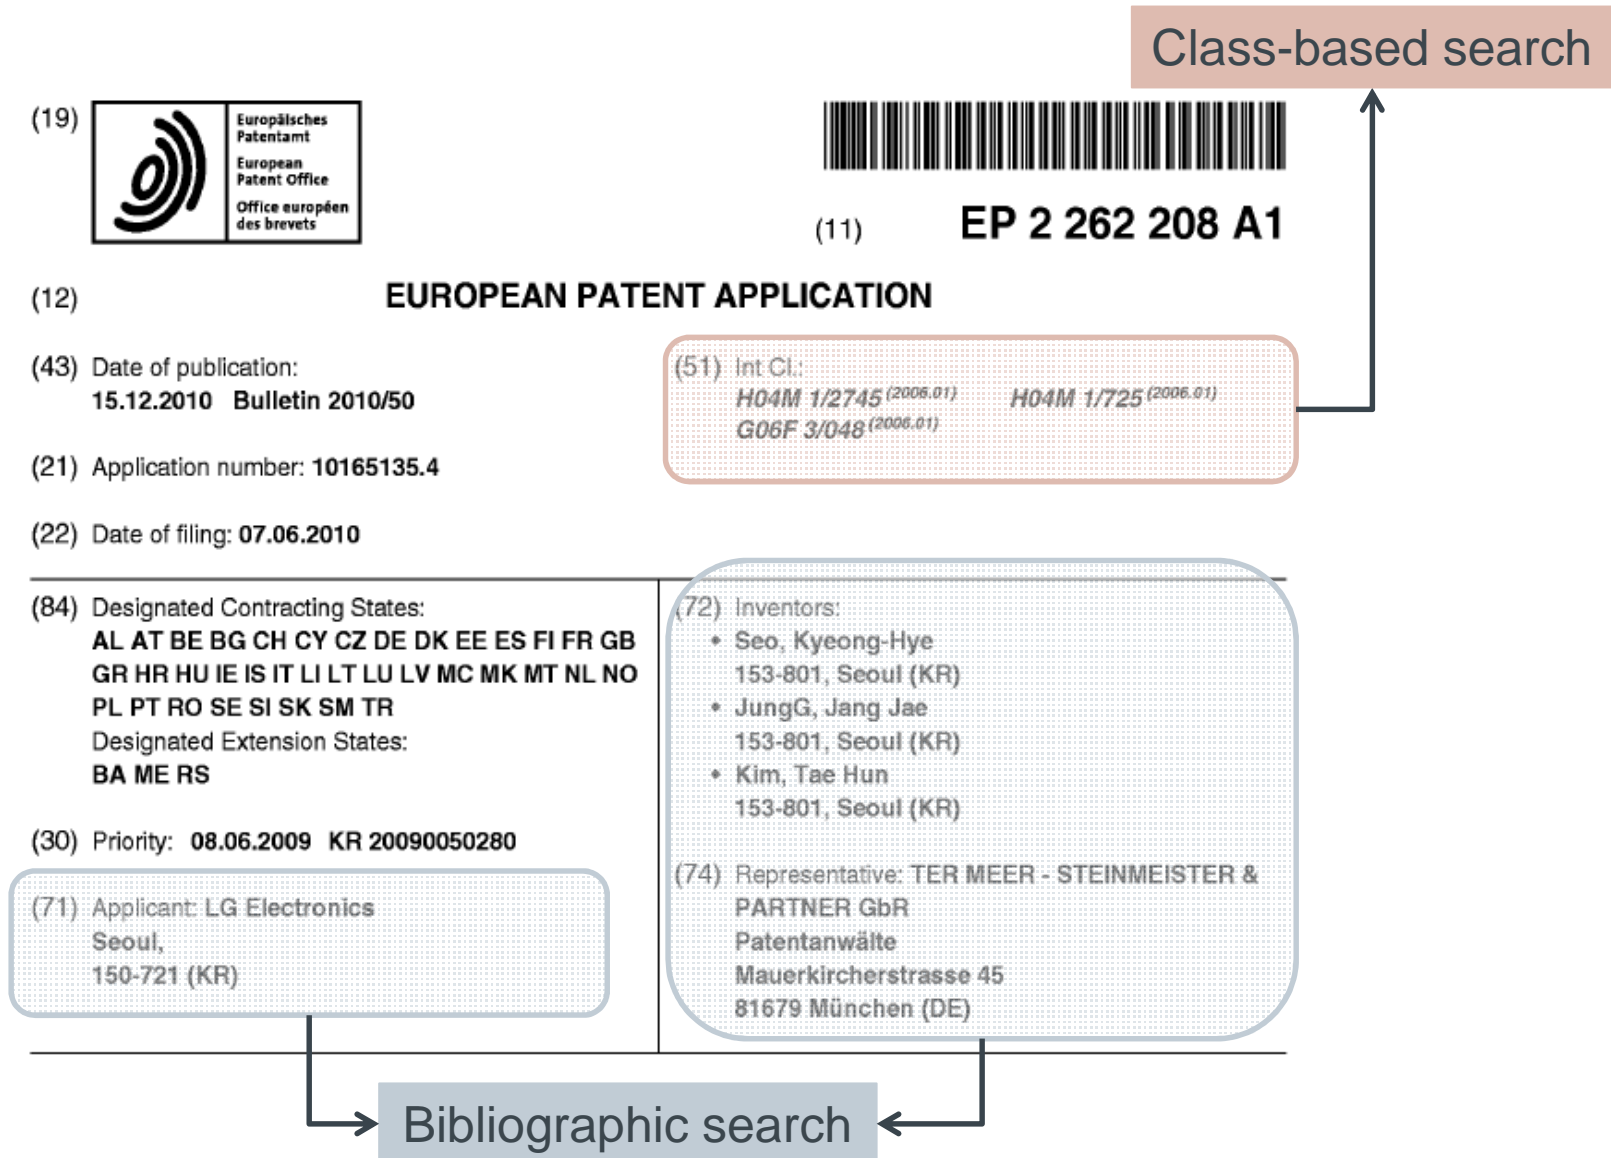 Class-based search
(19)
Europäisches
Patentamt
European
Patent Office
Office européen
des brevets
(11) EP 2 262 208 A1
(12) EUROPEAN PATENT APPLICATION
(43) Date of publication:
15.12.2010 Bulletin 2010/50
(21) Application number: 10165135.4
(22) Date of filing: 07.06.2010
(51) Int Cl.:
H04M 1/2745 (2006.01) H04M 1/725 (2006.01)
G06F 3/048 (2006.01)
(84) Designated Contracting States:
AL AT BE BG CH CY CZ DE DK EE ES FI FR GB
GR HR HU IE IS IT LI LT LU LV MC MK MT NL NO
PL PT RO SE SI SK SM TR
Designated Extension States:
BA ME RS
(30) Priority: 08.06.2009 KR 20090050280
(71) Applicant: LG Electronics
Seoul,
150-721 (KR)
(72) Inventors:
• Seo, Kyeong-Hye
153-801, Seoul (KR)
• JungG, Jang Jae
153-801, Seoul (KR)
• Kim, Tae Hun
153-801, Seoul (KR)
(74) Representative: TER MEER - STEINMEISTER &
PARTNER GbR
Patentanwälte
Mauerkircherstrasse 45
81679 München (DE)
Bibliographic search